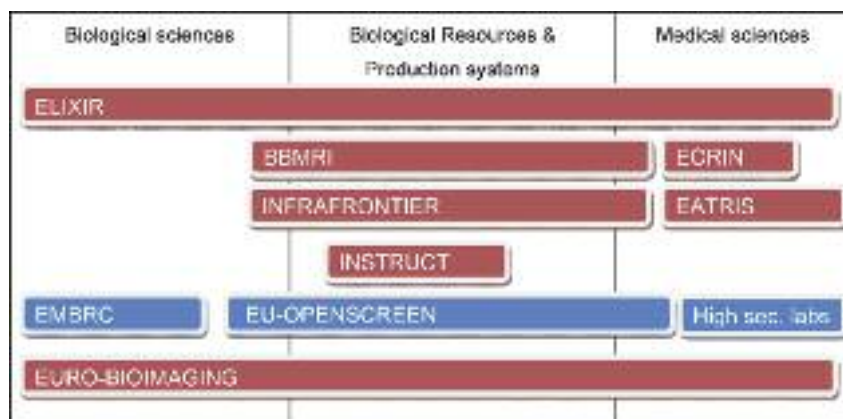 Biological sciences
Biological Resources &
Production systems
Medical sciences
ELIXIR
BBMRI
ECRIN
INFRAFRONTIER
EATRIS
INSTRUCT
EMBRC
EU-OPENSCREEN
High sec. labs
EURO-BIOIMAGING